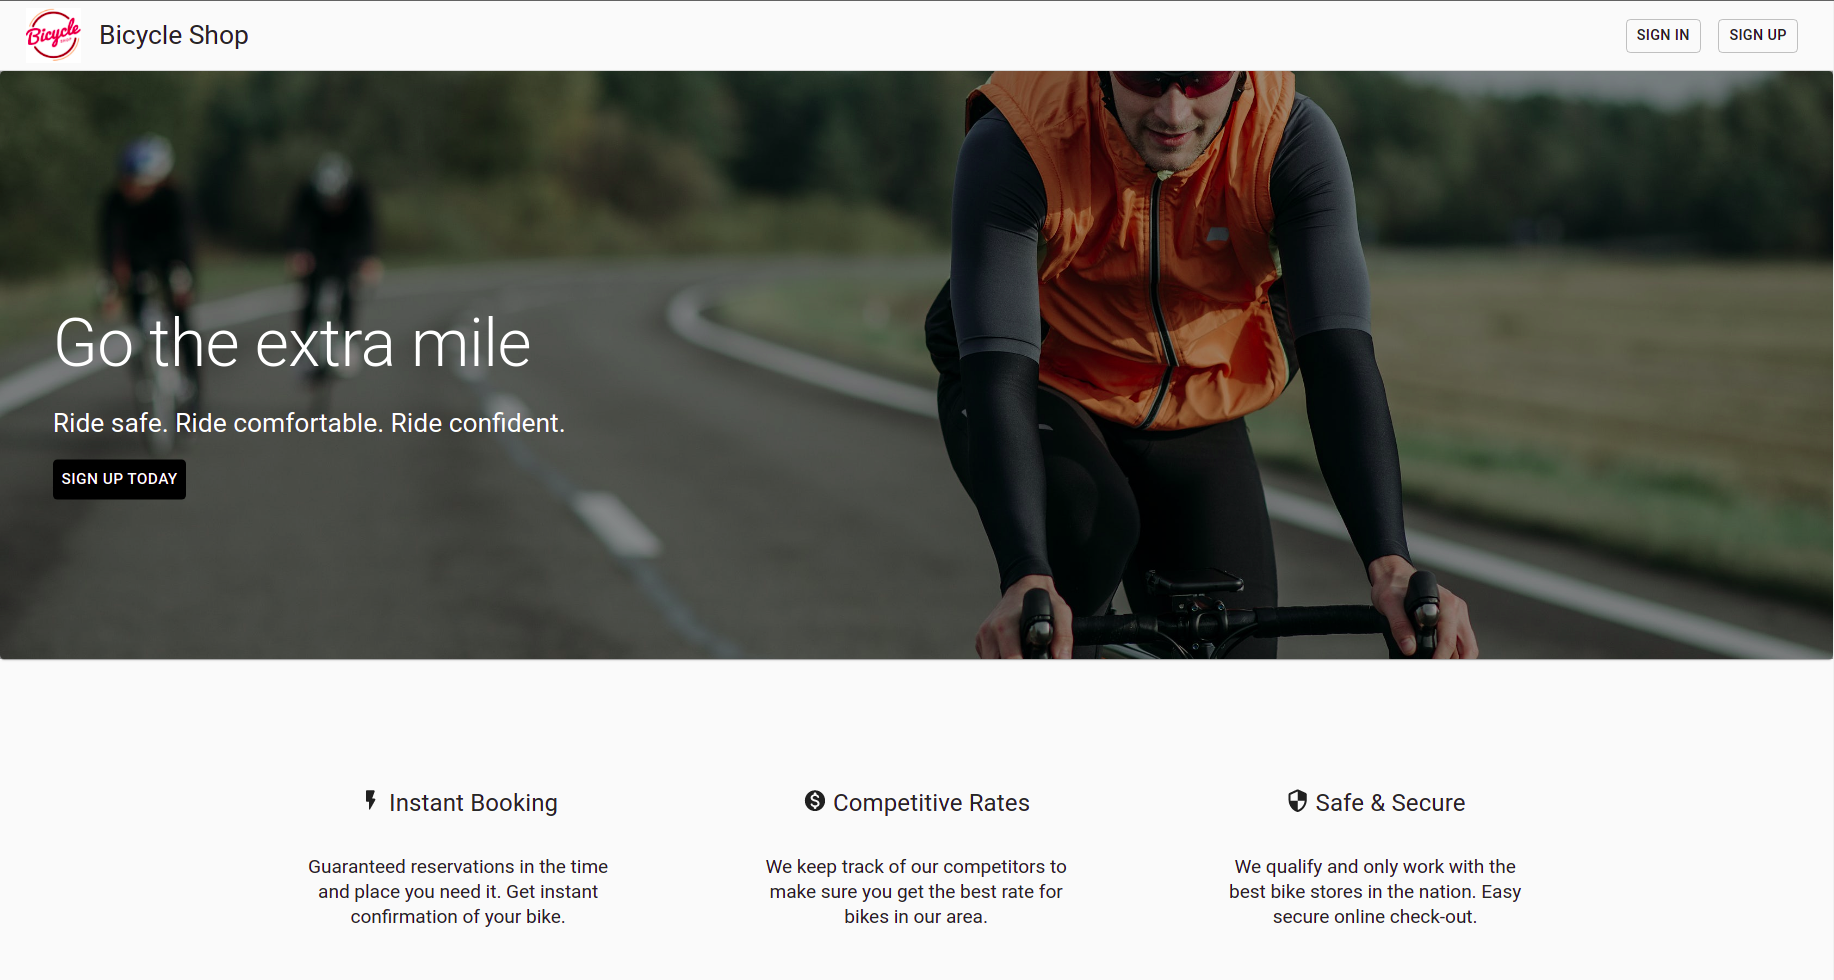 Bicycle
Bicycle Shop
SIGN IN
SIGN UP
Go the extra mile
Ride safe. Ride comfortable. Ride confident.
SIGN UP TODAY
Instant Booking
Guaranteed reservations in the time
and place you need it. Get instant
confirmation of your bike.
Competitive Rates
We keep track of our competitors to
make sure you get the best rate for
bikes in our area.
Safe & Secure
We qualify and only work with the
best bike stores in the nation. Easy
secure online check-out.